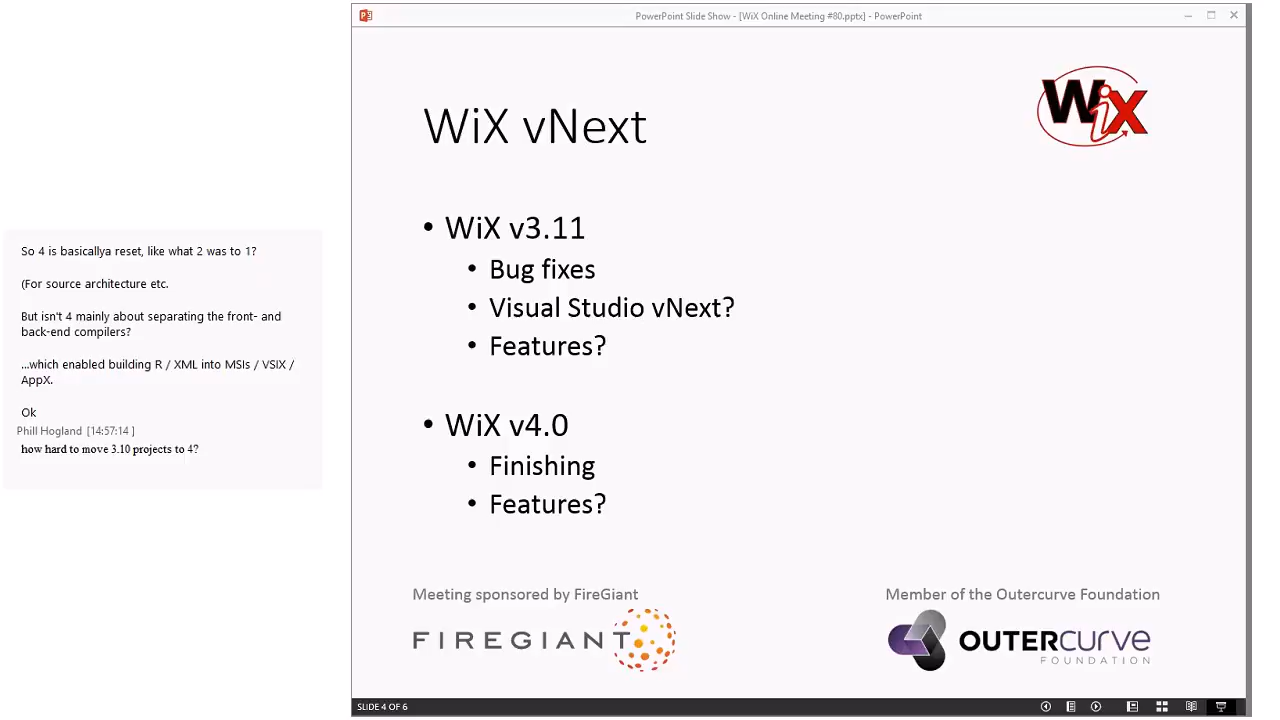 PowerPoint Slide Show - [WiX Online Meeting #80.pptx] - PowerPoint
WiX
WiX vNext
• WiX v3.11
• Bug fixes
• Visual Studio vNext?
• Features?
• WiX v4.0
• Finishing
• Features?
Meeting sponsored by FireGiant
FIREGIANT
Member of the Outercurve Foundation
OUTERCURVE
FOUNDATION
SLIDE 4 OF 6
So 4 is basicallya reset, like what 2 was to 1?
(For source architecture etc.
But isn't 4 mainly about separating the front- and
back-end compilers?
...which enabled building R / XML into MSIs / VSIX /
AppX.
Ok
Phill Hogland [14:57:14 ]
how hard to move 3.10 projects to 4?